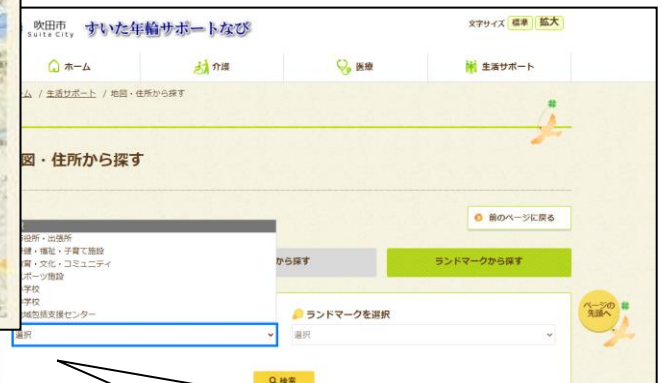 吹田市 すいた年輪サポートなび 文字サイズ 標準 拡大
Suita City
ホーム 介護 医療 生活サポート
ム / 生活サポート / 地図・住所から探す
図・住所から探す
前のページに戻る
役所・出張所
健・福祉・子育て施設
育・文化・コミュニティ
ポーツ施設
学校
学校
域包括支援センター
から探す ランドマークから探す
ランドマークを選択
選択 選択
検索
ページの
先頭へ